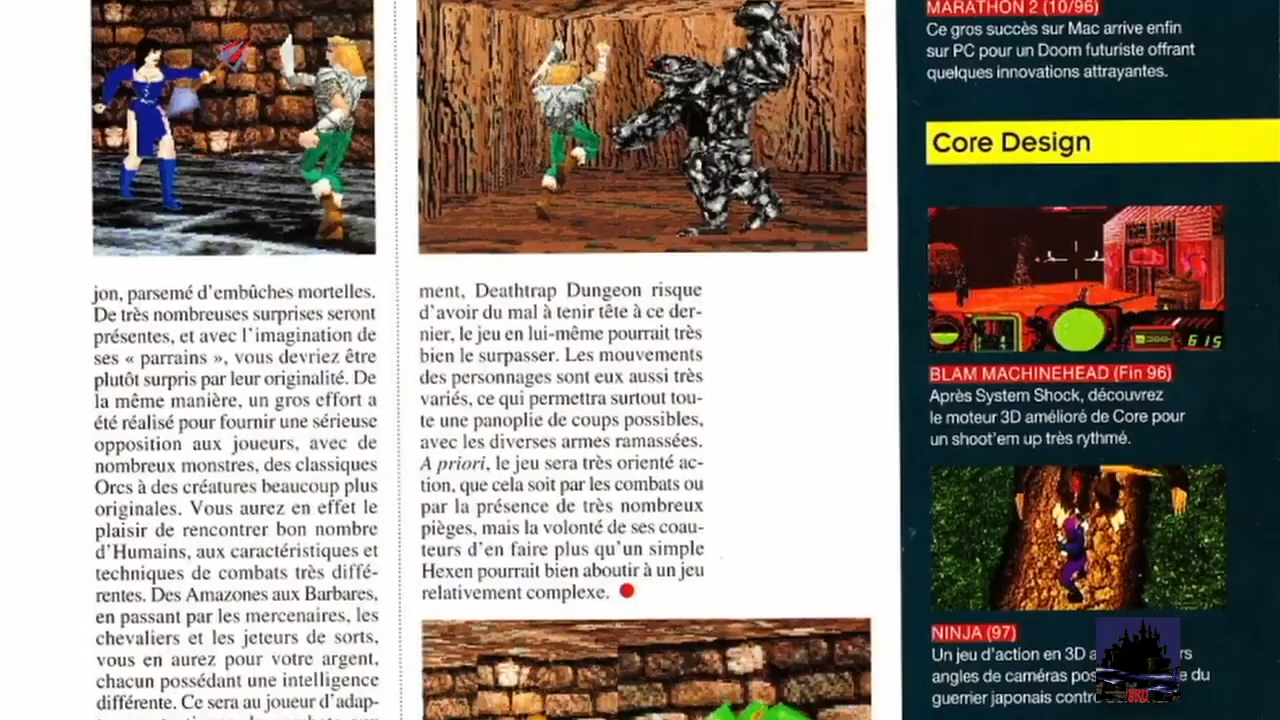 jon, parsemé d'embûches mortelles.
De très nombreuses surprises seront
présentes, et avec l'imagination de
ses « parrains », vous devriez être
plutôt surpris par leur originalité. De
la même manière, un gros effort a
été réalisé pour fournir une sérieuse
opposition aux joueurs, avec de
nombreux monstres, des classiques
Orcs à des créatures beaucoup plus
originales. Vous aurez en effet le
plaisir de rencontrer bon nombre
d'Humains, aux caractéristiques et
techniques de combats très diffé-
rentes. Des Amazones aux Barbares,
en passant par les mercenaires, les
chevaliers et les jeteurs de sorts,
vous en aurez pour votre argent,
chacun possédant une intelligence
différente. Ce sera au joueur d'adap-
ment, Deathtrap Dungeon risque
d'avoir du mal à tenir tête à ce der-
nier, le jeu en lui-même pourrait très
bien le surpasser. Les mouvements
des personnages sont eux aussi très
variés, ce qui permettra surtout tou-
te une panoplie de coups possibles,
avec les diverses armes ramassées.
A priori, le jeu sera très orienté ac-
tion, que cela soit par les combats ou
par la présence de très nombreux
pièges, mais la volonté de ses coau-
teurs d'en faire plus qu'un simple
Hexen pourrait bien aboutir à un jeu
relativement complexe.
MARATHON 2 (10/96)
Ce gros succès sur Mac arrive enfin
sur PC pour un Doom futuriste offrant
quelques innovations attrayantes.
Core Design
615
BLAM MACHINEHEAD (Fin 96)
Après System Shock, découvrez
le moteur 3D amélioré de Core pour
un shoot'em up très rythmé.
NINJA (97)
Un jeu d'action en 3D
angles de caméras du
guerrier japonais